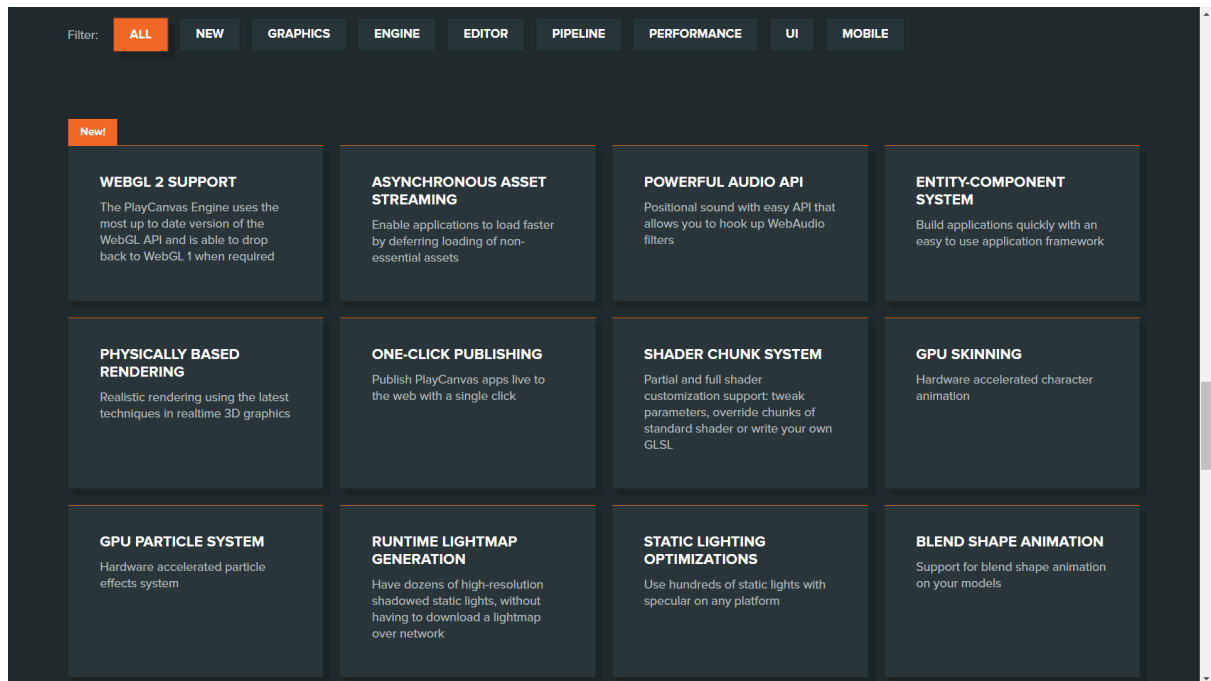 Filter: ALL NEW GRAPHICS ENGINE EDITOR PIPELINE PERFORMANCE UI MOBILE
New!
WEBGL 2 SUPPORT
The PlayCanvas Engine uses the
most up to date version of the
WebGL API and is able to drop
back to WebGL 1 when required
ASYNCHRONOUS ASSET
STREAMING
Enable applications to load faster
by deferring loading of non-
essential assets
POWERFUL AUDIO API
Positional sound with easy API that
allows you to hook up WebAudio
filters
ENTITY-COMPONENT
SYSTEM
Build applications quickly with an
easy to use application framework
PHYSICALLY BASED
RENDERING
Realistic rendering using the latest
techniques in realtime 3D graphics
ONE-CLICK PUBLISHING
Publish PlayCanvas apps live to
the web with a single click
SHADER CHUNK SYSTEM
Partial and full shader
customization support: tweak
parameters, override chunks of
standard shader or write your own
GLSL
GPU SKINNING
Hardware accelerated character
animation
GPU PARTICLE SYSTEM
Hardware accelerated particle
effects system
RUNTIME LIGHTMAP
GENERATION
Have dozens of high-resolution
shadowed static lights, without
having to download a lightmap
over network
STATIC LIGHTING
OPTIMIZATIONS
Use hundreds of static lights with
specular on any platform
BLEND SHAPE ANIMATION
Support for blend shape animation
on your models